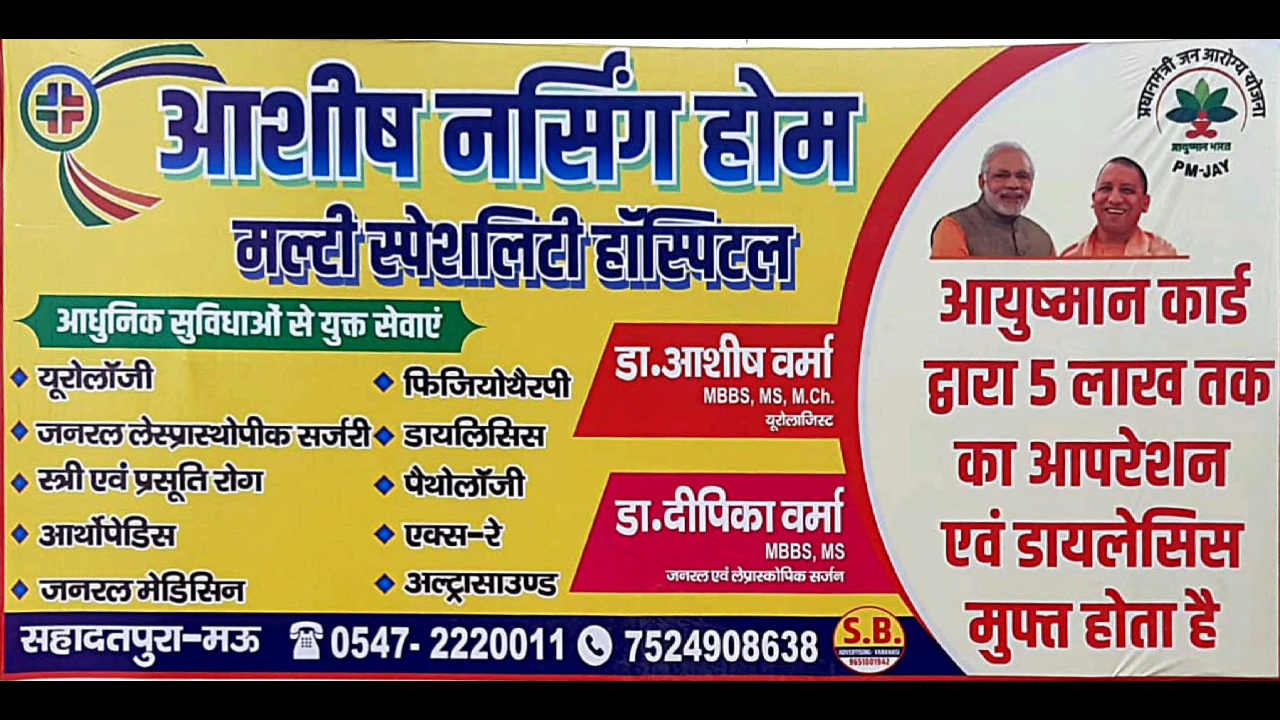 आशीष नर्सिंग होम
मल्टी स्पेशलिटी हॉस्पिटल
आधुनिक सुविधाओं से युक्त सेवाएं
यूरोलॉजी
जनरल लेस्प्रास्थोपीक सर्जरी
स्त्री एवं प्रसूति रोग
आर्थोपेडिस
जनरल मेडिसिन
फिजियोथैरपी
डायलिसिस
पैथोलॉजी
एक्स-रे
अल्ट्रासाउण्ड
डा.आशीष वर्मा
MBBS, MS, M.Ch.
यूरोलाजिस्ट
डा.दीपिका वर्मा
MBBS, MS
जनरल एवं लेप्रास्कोपिक सर्जन
सहादतपुरा-मऊ 0547- 2220011 7524908638
S.B.
ADVERTISING- VARANASI
9651001942
प्रधानमंत्री जन आरोग्य योजना
आयुष्मान भारत
PM-JAY
आयुष्मान कार्ड
द्वारा 5 लाख तक
का आपरेशन
एवं डायलेसिस
मुफ्त होता है